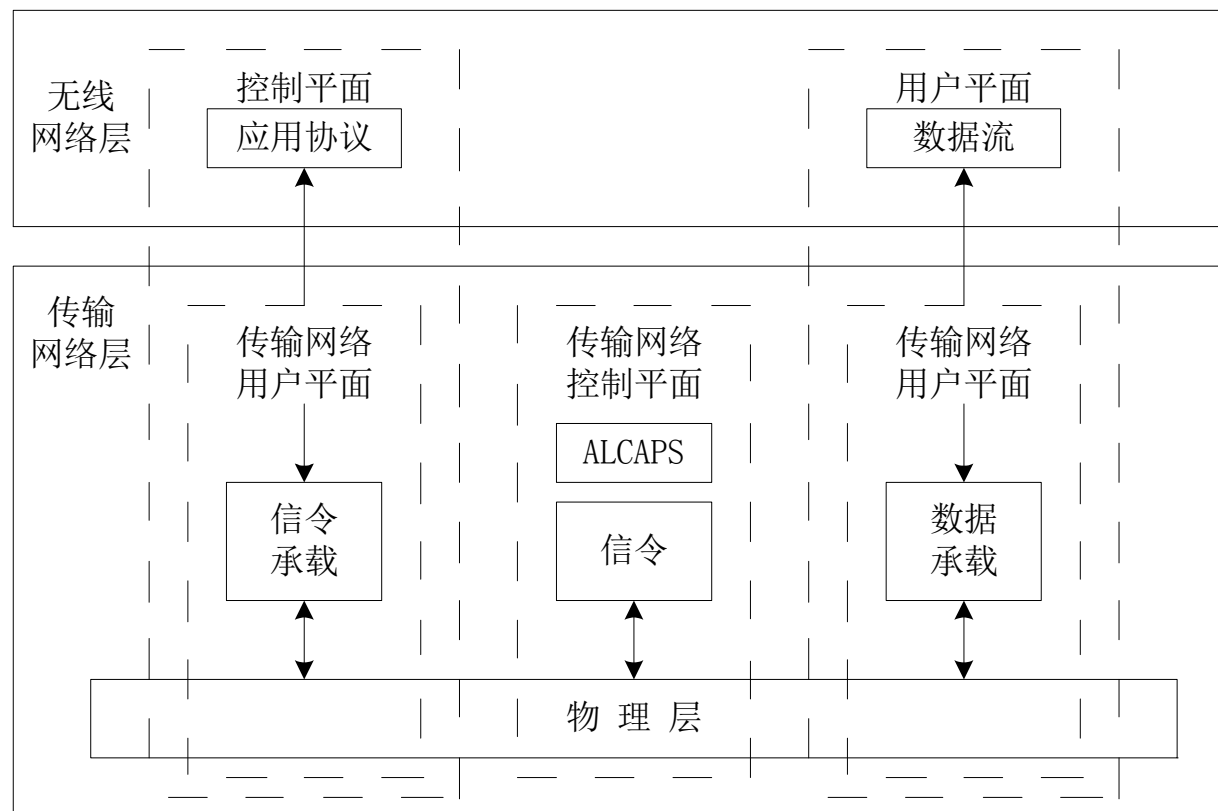 无线
网络层
控制平面
应用协议
用户平面
数据流
传输
网络层
传输网络
用户平面
信令
承载
传输网络
控制平面
ALCAPS
信令
传输网络
用户平面
数据
承载
物 理 层